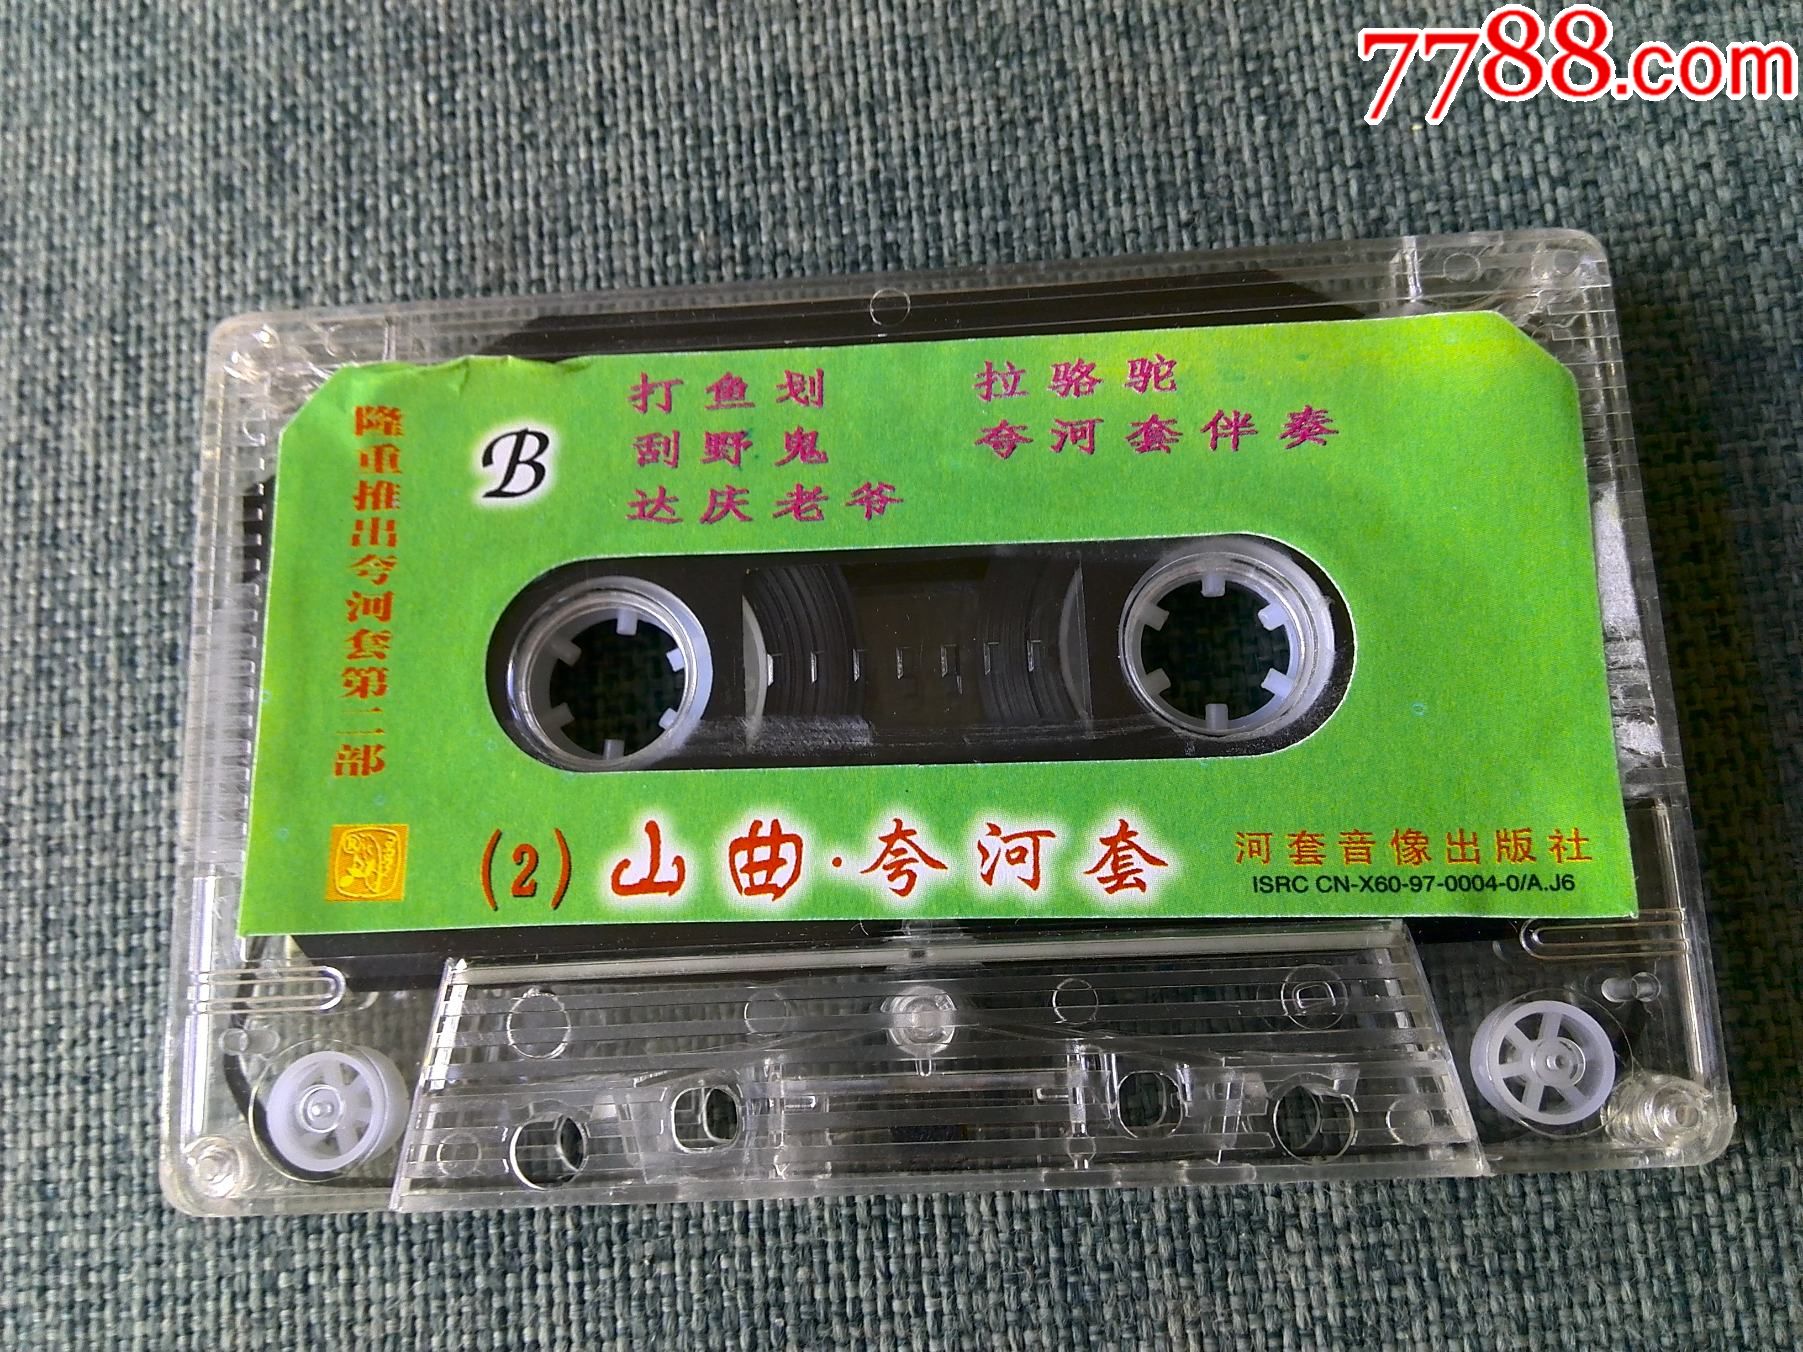 7788.com
隆重推出夸河套第二部
B
打鱼划
刮野鬼
达庆老爷
拉骆驼
夸河套伴奏
(2) 山曲·夸河套
河套音像出版社
ISRC CN-X60-97-0004-0/A.J6